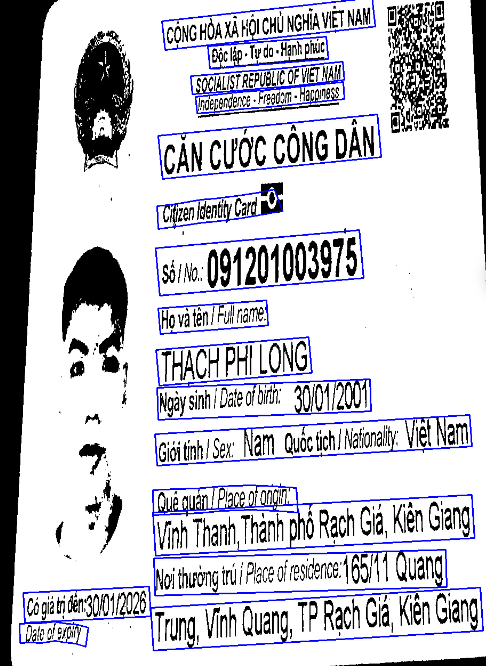 CỘNG HÒA XÃ HỘI CHỦ NGHĨA VIỆT NAM
Độc lập - Tự do - Hạnh phúc
SOCIALIST REPUBLIC OF VIET NAM
Independence - Freedom - Happiness
CĂN CƯỚC CÔNG DÂN
Citizen Identity Card
Số / No.: 091201003975
Họ và tên / Full name:
THẠCH PHI LONG
Ngày sinh / Date of birth: 30/01/2001
Giới tính / Sex: Nam Quốc tịch / Nationality: Việt Nam
Quê quán / Place of origin:
Vĩnh Thanh, Thành phố Rạch Giá, Kiên Giang
Nơi thường trú / Place of residence: 165/11 Quang
Trung, Vĩnh Quang, TP Rạch Giá, Kiên Giang
Có giá trị đến: 30/01/2026
Date of expiry